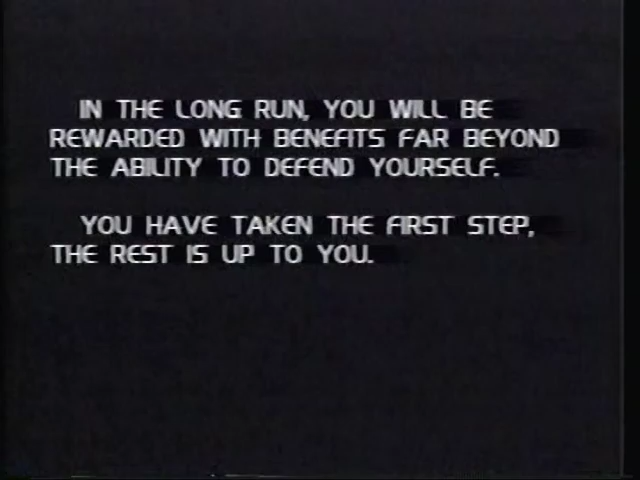 IN THE LONG RUN, YOU WILL BE
REWARDED WITH BENEFITS FAR BEYOND
THE ABILITY TO DEFEND YOURSELF.
YOU HAVE TAKEN THE FIRST STEP,
THE REST IS UP TO YOU.